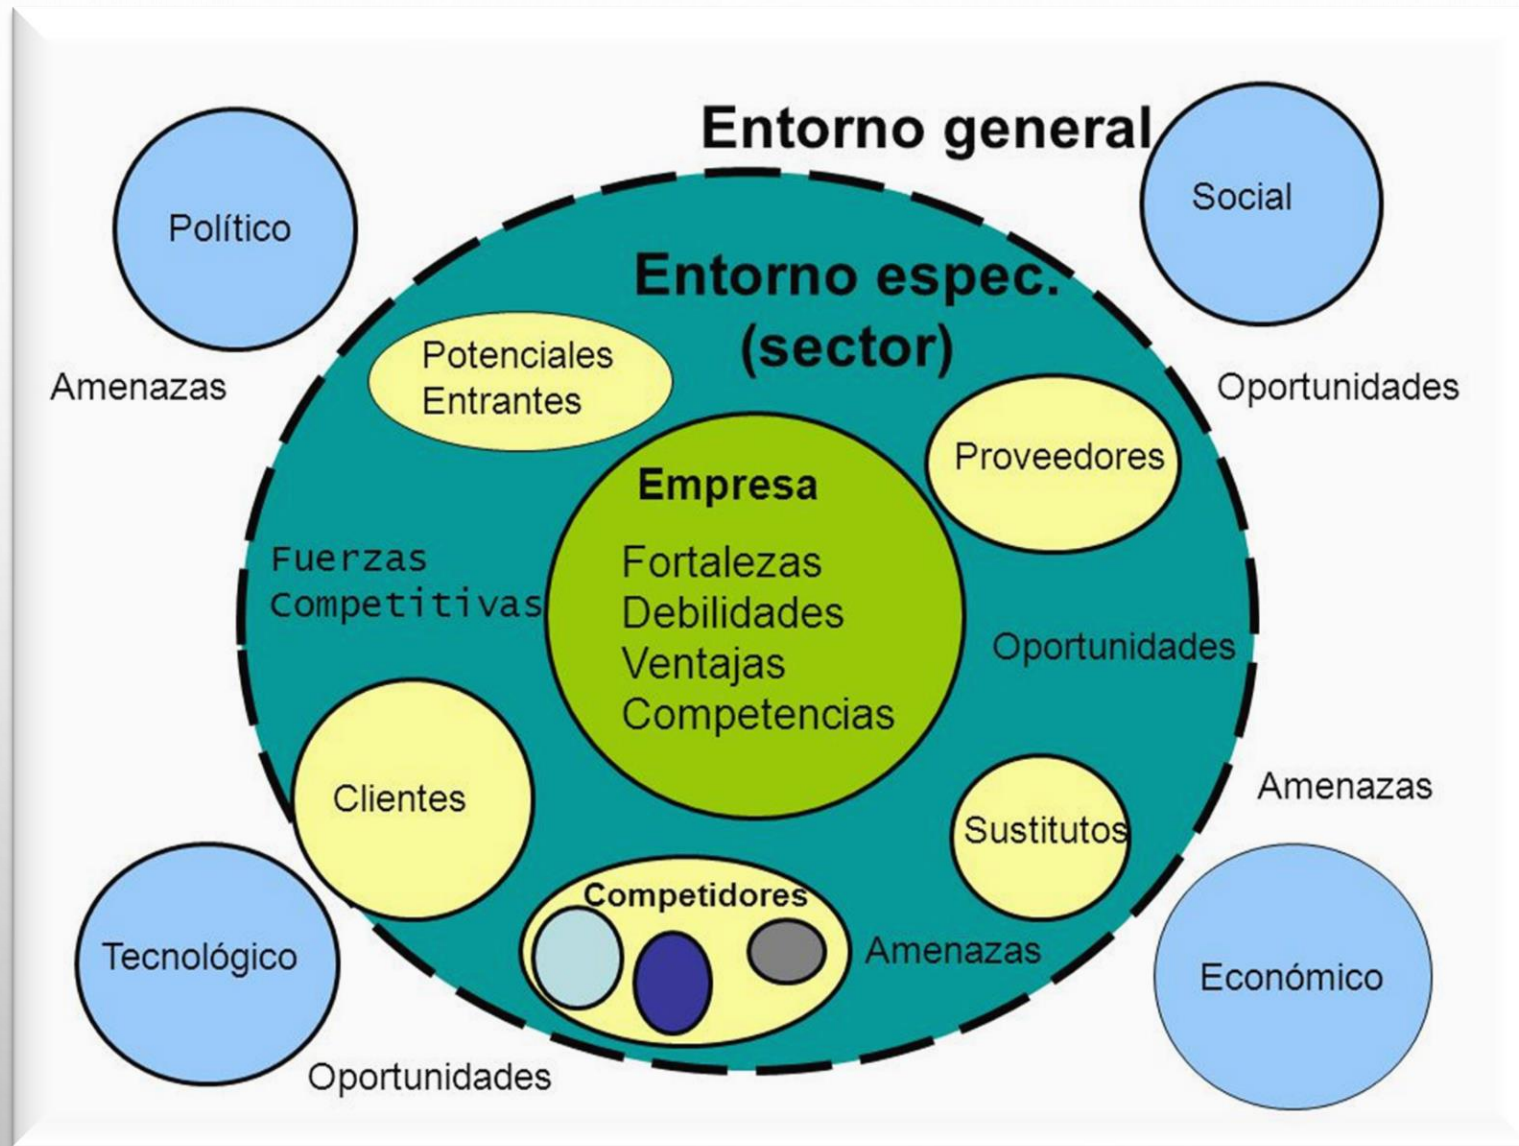 Entorno general
Social
Político
Entorno espec.
(sector)
Potenciales
Entrantes
Amenazas
Oportunidades
Proveedores
Empresa
Fortalezas
Debilidades
Ventajas
Competencias
Fuerzas
Competitivas
Oportunidades
Clientes
Amenazas
Sustitutos
Competidores
Amenazas
Tecnológico
Económico
Oportunidades